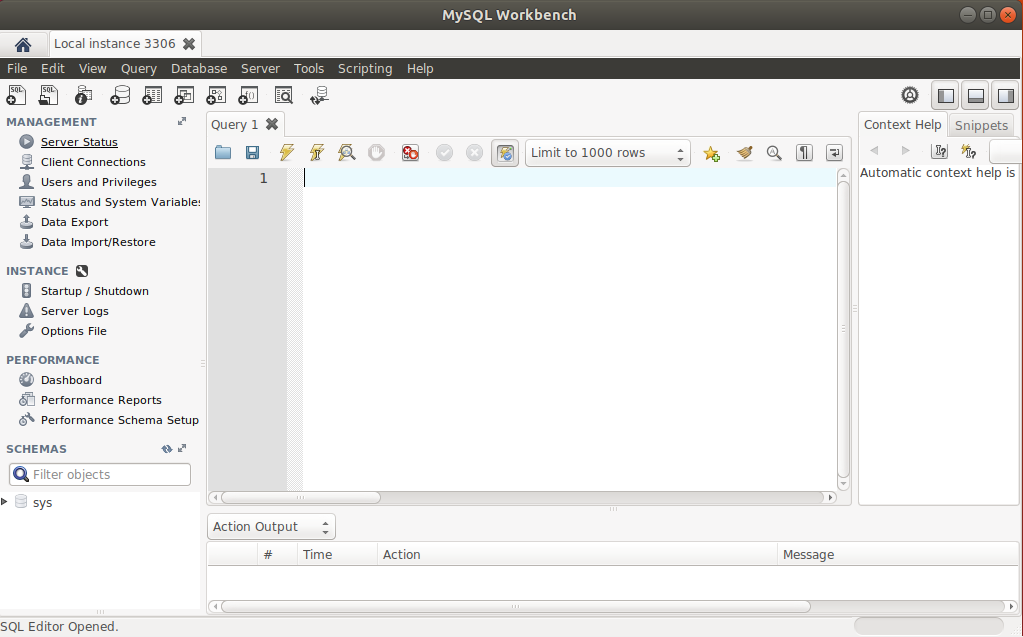 MySQL Workbench
Local instance 3306
File Edit View Query Database Server Tools Scripting Help
SQL SQL
MANAGEMENT
Server Status
Client Connections
Users and Privileges
Status and System Variables
Data Export
Data Import/Restore
INSTANCE
Startup / Shutdown
Server Logs
Options File
PERFORMANCE
Dashboard
Performance Reports
Performance Schema Setup
SCHEMAS
Filter objects
sys
Query 1
Limit to 1000 rows
1
Context Help Snippets
Automatic context help is
Action Output
# Time Action Message
SQL Editor Opened.